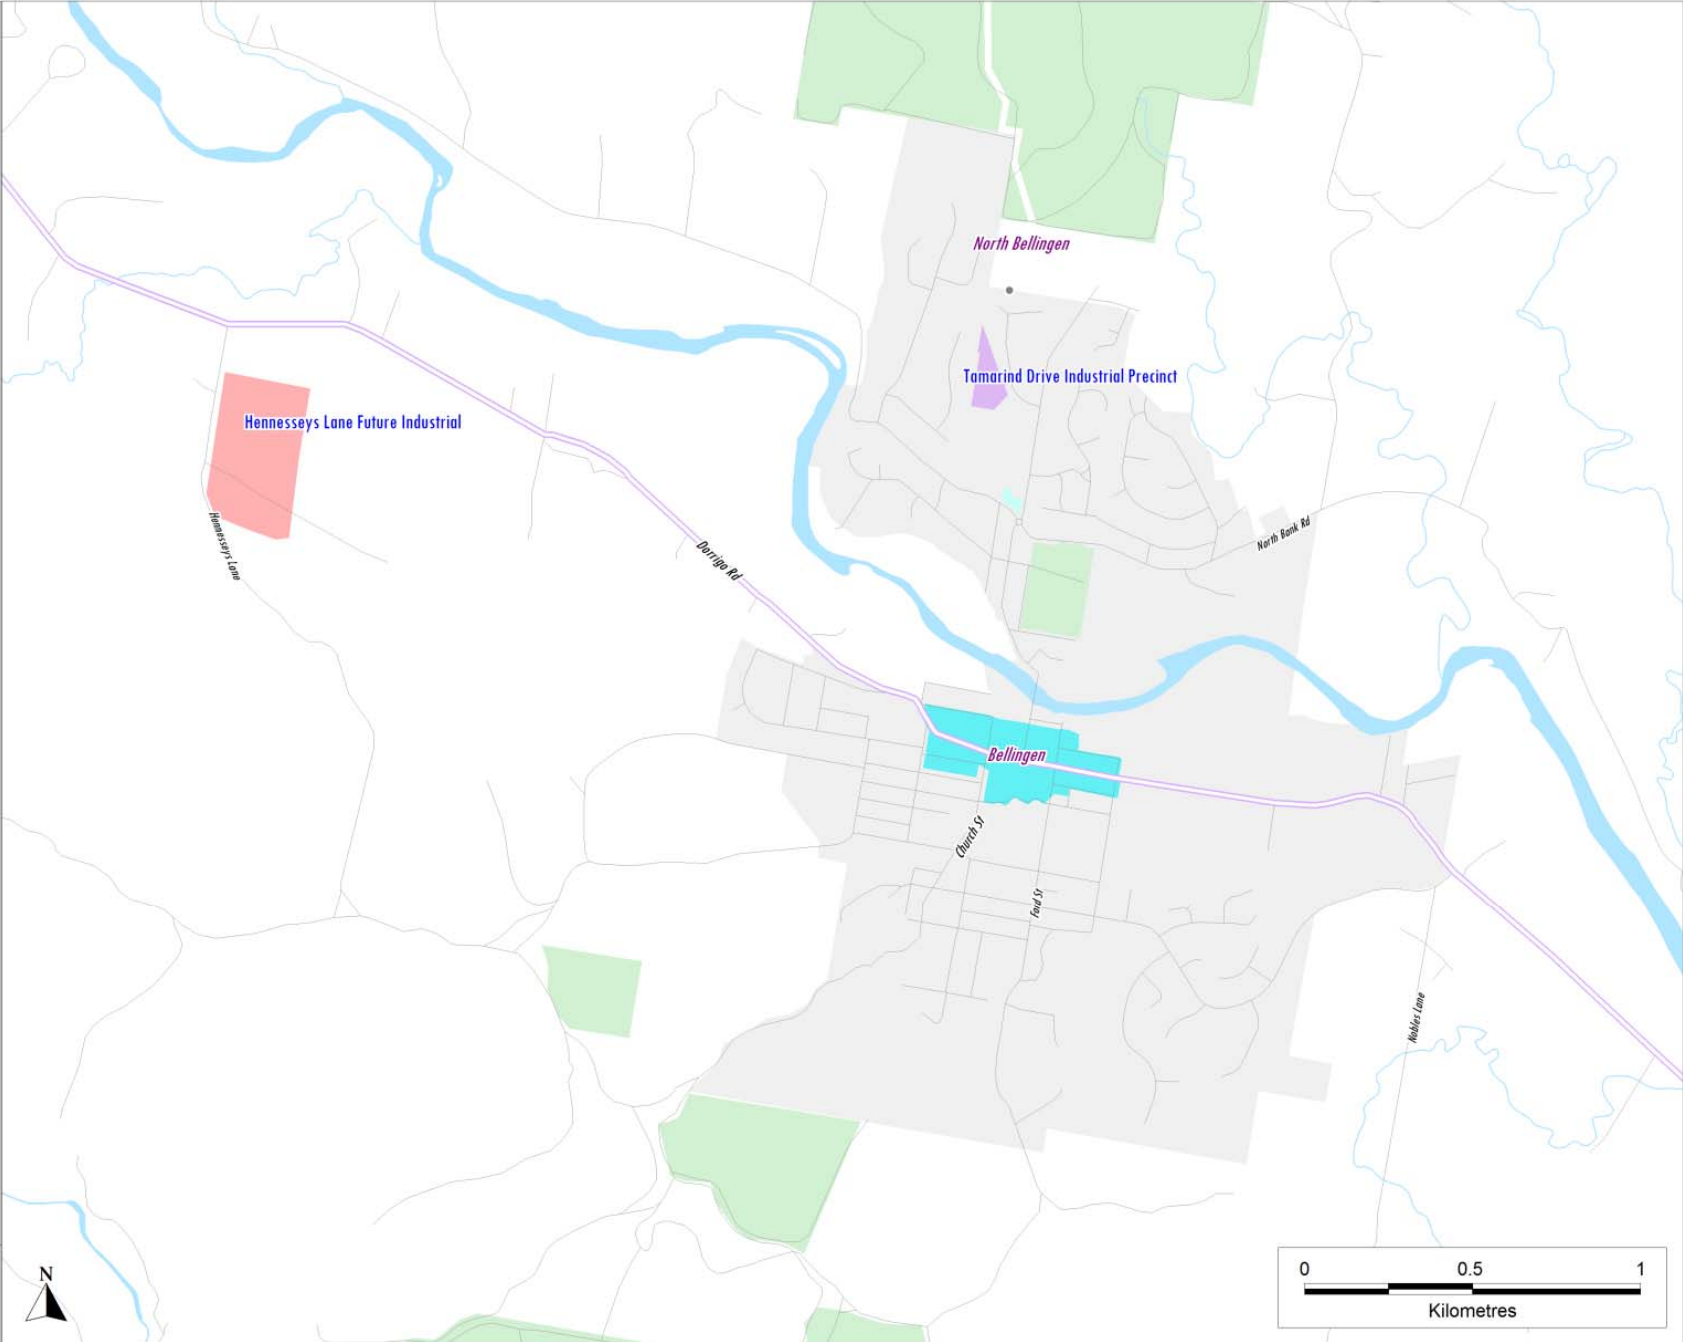 North Bellingen
Tamarind Drive Industrial Precinct
Hennesseys Lane Future Industrial
Hennesseys Lane
North Bank Rd
Dorrigo Rd
Bellingen
Church St
Ford St
Nobles Lane
N
0 0.5 1
Kilometres